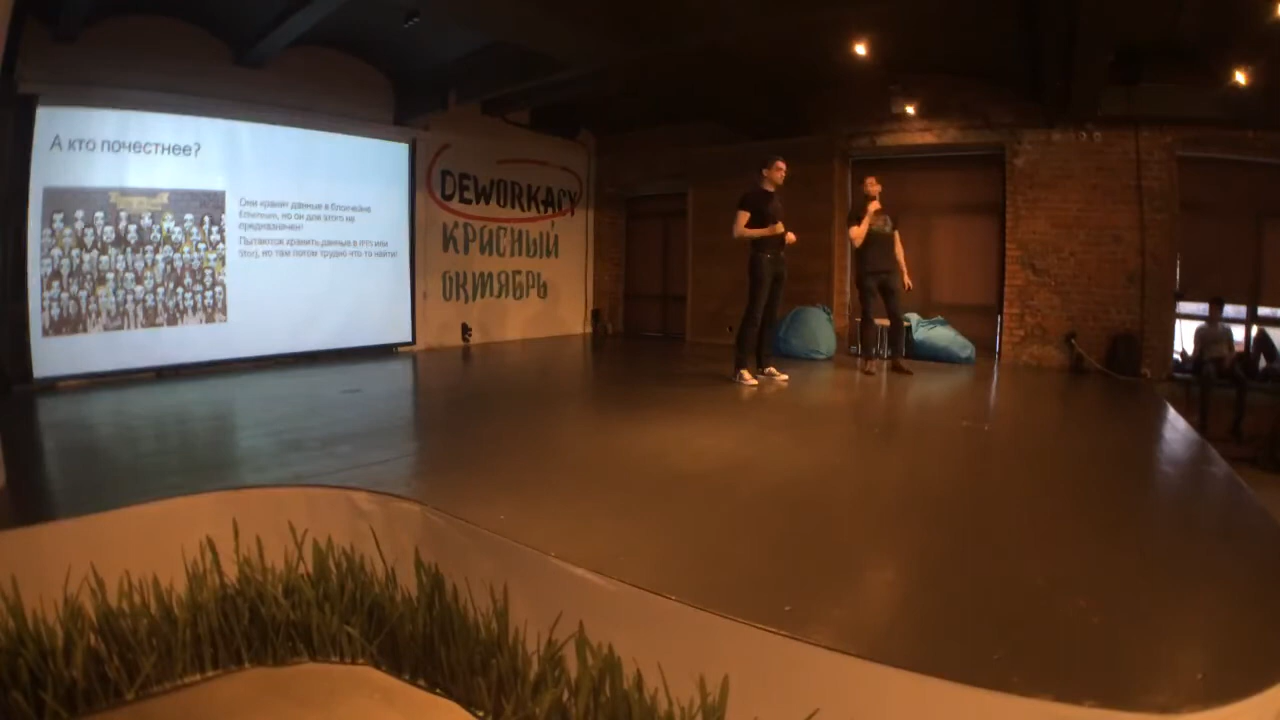 А кто почестнее?
Они хранят данные в блокчейне
Ethereum, но он для этого не
предназначен!
Пытаются хранить данные в IPFS или
Storj, но там потом трудно что то найти!
DEWORKACY
КРАСНЫЙ
ОКТЯБРЬ